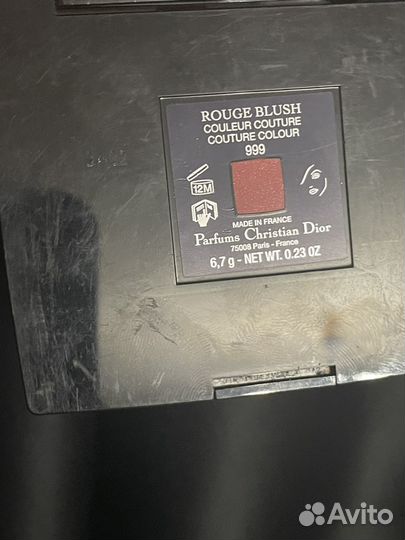 ROUGE BLUSH
COULEUR COUTURE
COUTURE COLOUR
999
12M
MADE IN FRANCE
Parfums Christian Dior
75008 Paris - France
6,7 g - NET WT. 0.23 OZ
Avito